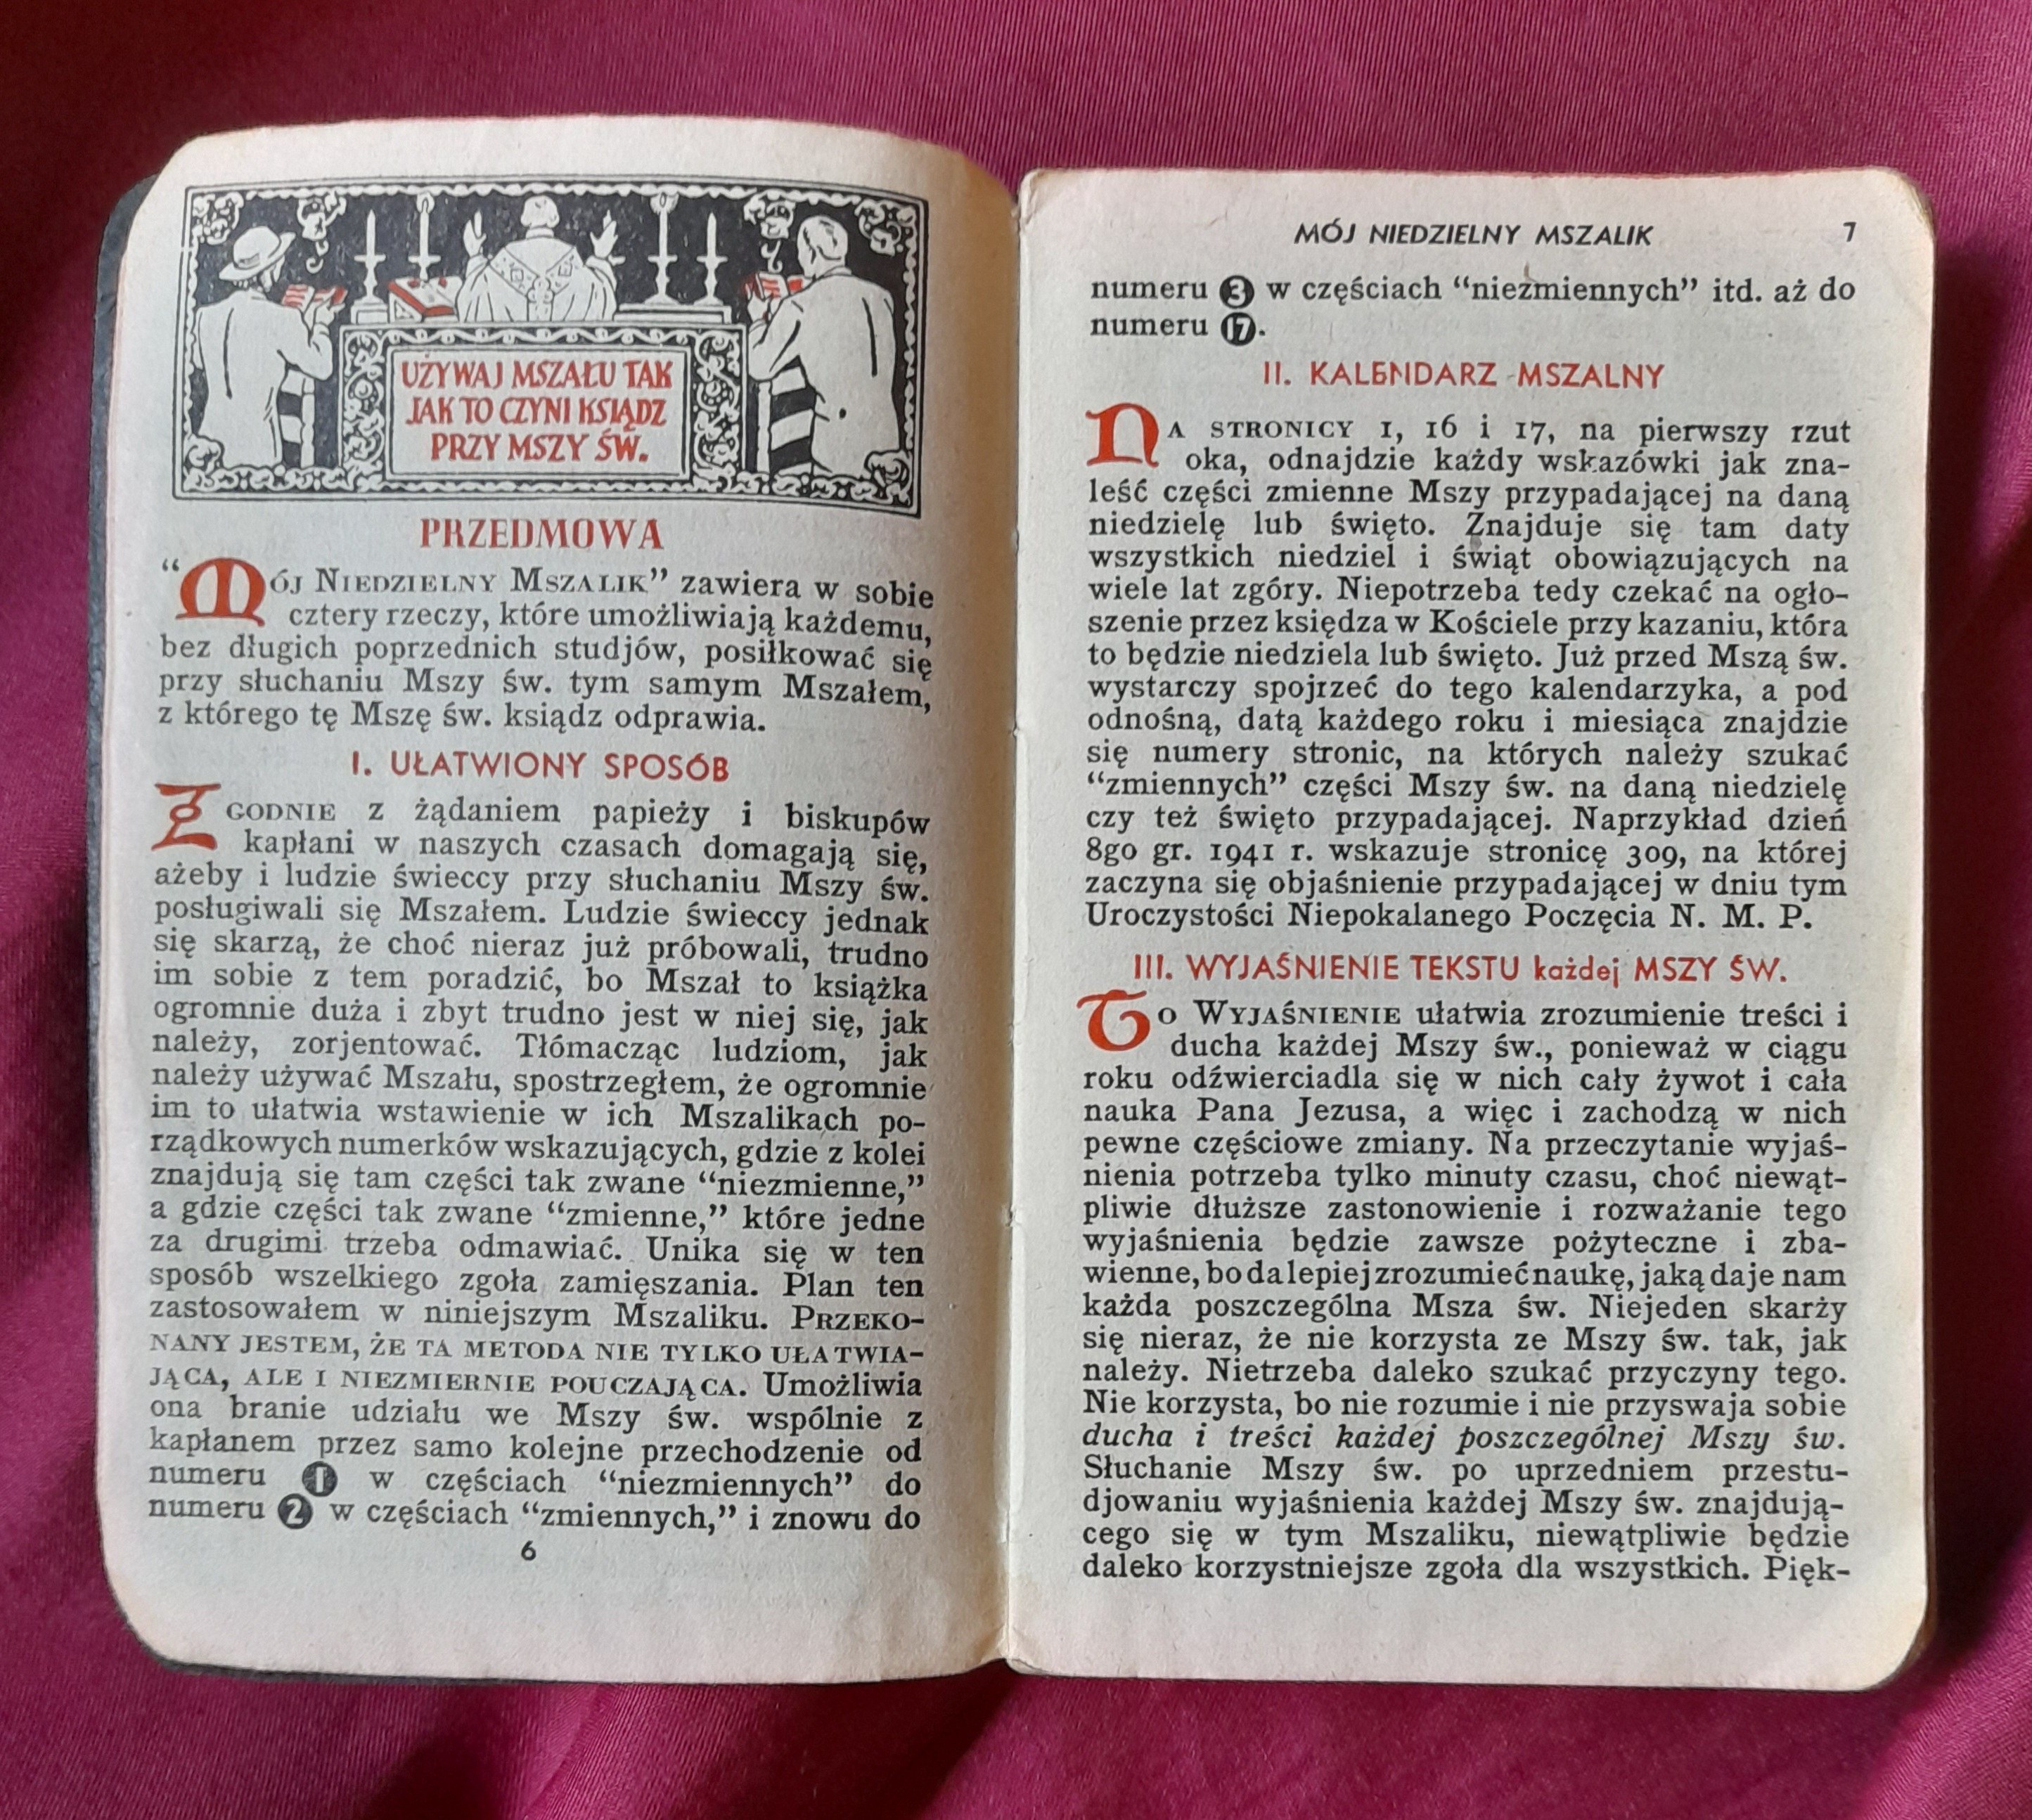 UŻYWAJ MSZAŁU TAK
JAK TO CZYNI KSIĄDZ
PRZY MSZY ŚW.
PRZEDMOWA
“MÓJ NIEDZIELNY MSZALIK” zawiera w sobie
cztery rzeczy, które umożliwiają każdemu,
bez długich poprzednich studjów, posiłkować się
przy słuchaniu Mszy św. tym samym Mszałem,
z którego tę Mszę św. ksiądz odprawia.
I. UŁATWIONY SPOSÓB
ZGODNIE z żądaniem papieży i biskupów
kapłani w naszych czasach domagają się,
ażeby i ludzie świeccy przy słuchaniu Mszy św.
posługiwali się Mszałem. Ludzie świeccy jednak
się skarzą, że choć nieraz już próbowali, trudno
im sobie z tem poradzić, bo Mszał to książka
ogromnie duża i zbyt trudno jest w niej się, jak
należy, zorjentować. Tłómacząc ludziom, jak
należy używać Mszału, spostrzegłem, że ogromnie
im to ułatwia wstawienie w ich Mszalikach po-
rządkowych numerków wskazujących, gdzie z kolei
znajdują się tam części tak zwane “niezmienne,”
a gdzie części tak zwane “zmienne,” które jedne
za drugimi trzeba odmawiać. Unika się w ten
sposób wszelkiego zgoła zamięszania. Plan ten
zastosowałem w niniejszym Mszaliku. PRZEKO-
NANY JESTEM, ŻE TA METODA NIE TYLKO UŁATWIA-
JĄCA, ALE I NIEZMIERNIE POUCZAJĄCA. Umożliwia
ona branie udziału we Mszy św. wspólnie z
kapłanem przez samo kolejne przechodzenie od
numeru 1 w częściach “niezmiennych” do
numeru 2 w częściach “zmiennych,” i znowu do
6
MÓJ NIEDZIELNY MSZALIK 7
numeru 3 w częściach “niezmiennych” itd. aż do
numeru 17.
II. KALENDARZ MSZALNY
NA STRONICY 1, 16 i 17, na pierwszy rzut
oka, odnajdzie każdy wskazówki jak zna-
leść części zmienne Mszy przypadającej na daną
niedzielę lub święto. Znajduje się tam daty
wszystkich niedziel i świąt obowiązujących na
wiele lat zgóry. Niepotrzeba tedy czekać na ogło-
szenie przez księdza w Kościele przy kazaniu, która
to będzie niedziela lub święto. Już przed Mszą św.
wystarczy spojrzeć do tego kalendarzyka, a pod
odnośną, datą każdego roku i miesiąca znajdzie
się numery stronic, na których należy szukać
“zmiennych” części Mszy św. na daną niedzielę
czy też święto przypadającej. Naprzykład dzień
8go gr. 1941 r. wskazuje stronicę 309, na której
zaczyna się objaśnienie przypadającej w dniu tym
Uroczystości Niepokalanego Poczęcia N. M. P.
III. WYJAŚNIENIE TEKSTU każdej MSZY ŚW.
TO WYJAŚNIENIE ułatwia zrozumienie treści i
ducha każdej Mszy św., ponieważ w ciągu
roku odźwierciadla się w nich cały żywot i cała
nauka Pana Jezusa, a więc i zachodzą w nich
pewne częściowe zmiany. Na przeczytanie wyjaś-
nienia potrzeba tylko minuty czasu, choć niewąt-
pliwie dłuższe zastonowienie i rozważanie tego
wyjaśnienia będzie zawsze pożyteczne i zba-
wienne, bo da lepiej zrozumieć naukę, jaką daje nam
każda poszczególna Msza św. Niejeden skarży
się nieraz, że nie korzysta ze Mszy św. tak, jak
należy. Nietrzeba daleko szukać przyczyny tego.
Nie korzysta, bo nie rozumie i nie przyswaja sobie
ducha i treści każdej poszczególnej Mszy św.
Słuchanie Mszy św. po uprzedniem przestu-
djowaniu wyjaśnienia każdej Mszy św. znajdują-
cego się w tym Mszaliku, niewątpliwie będzie
daleko korzystniejsze zgoła dla wszystkich. Pięk-